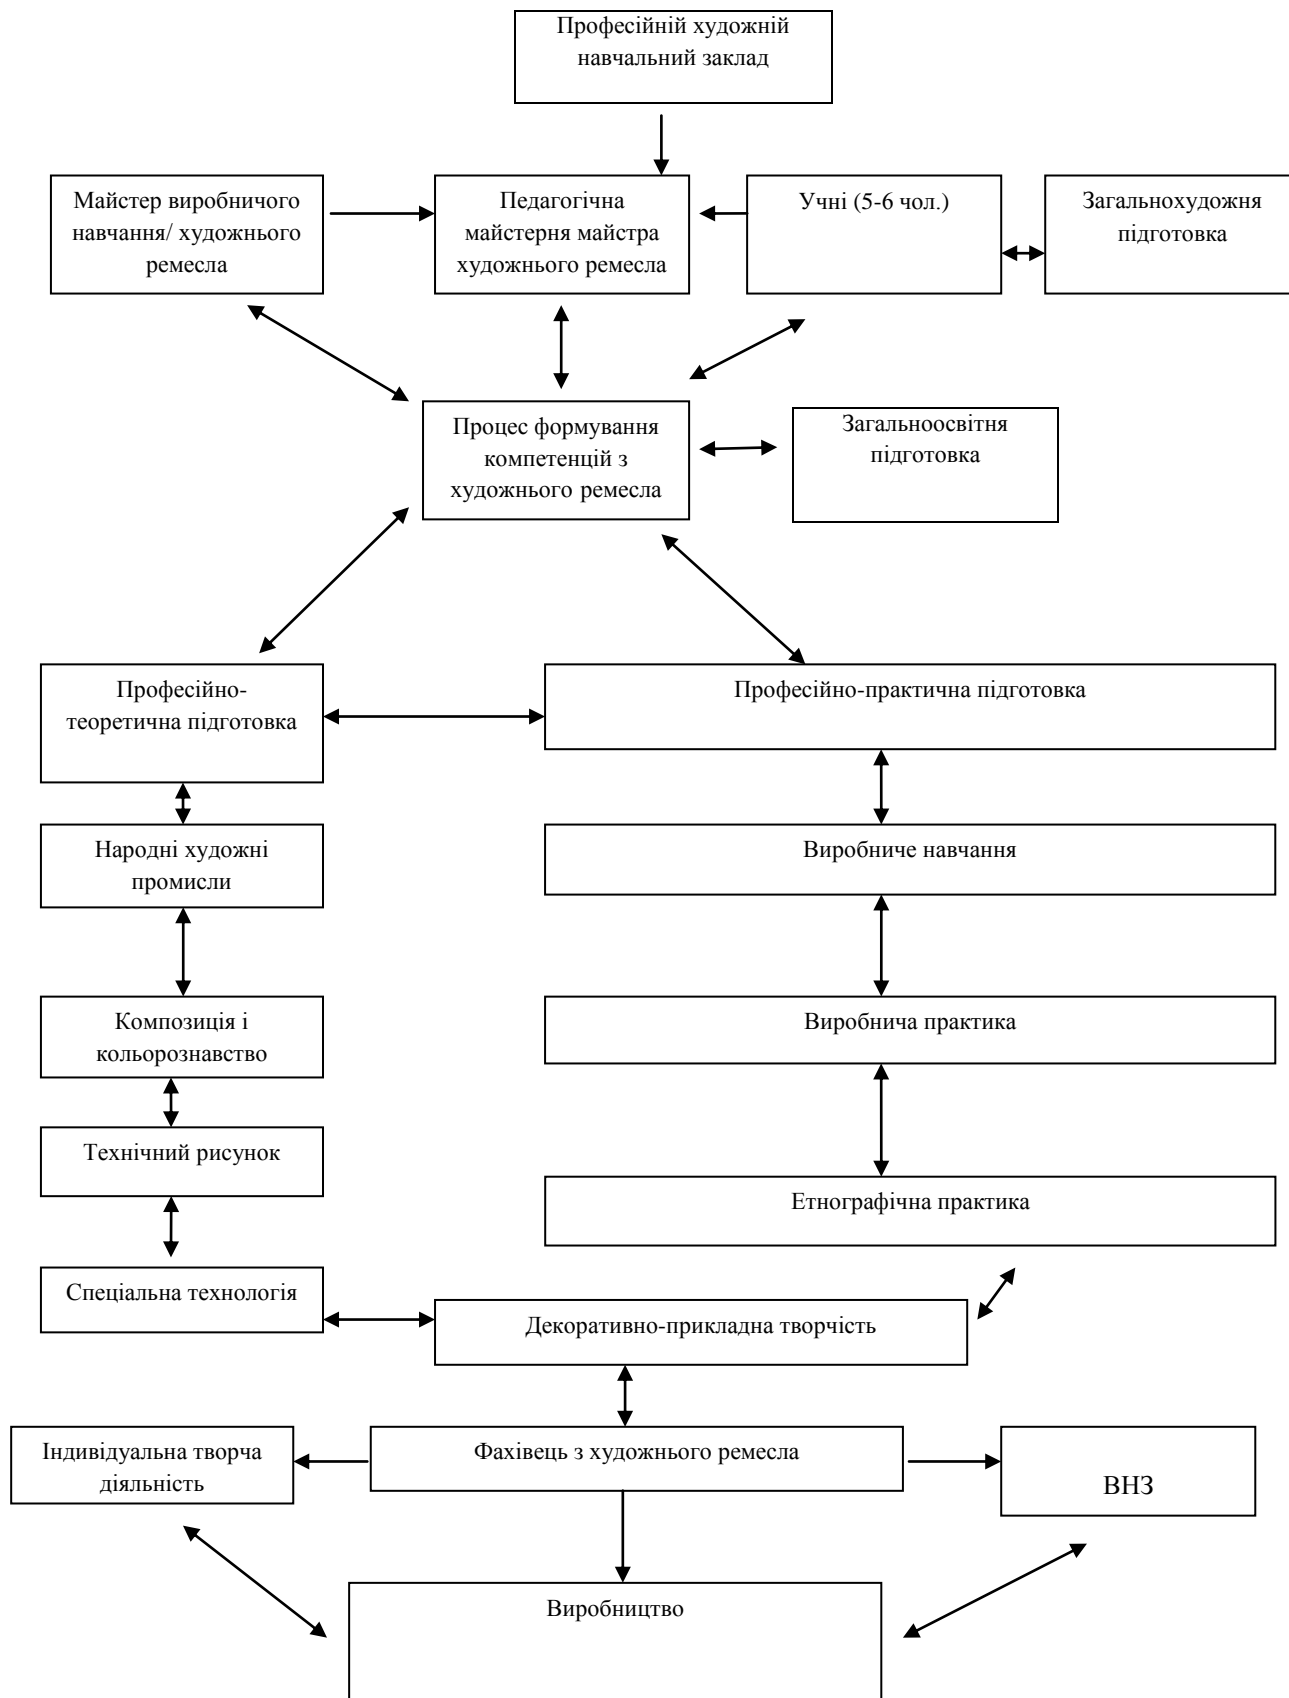 Професійній художній
навчальний заклад
Майстер виробничого
навчання/ художнього
ремесла
Педагогічна
майстерня майстра
художнього ремесла
Учні (5-6 чол.)
Загальнохудожня
підготовка
Процес формування
компетенцій з
художнього ремесла
Загальноосвітня
підготовка
Професійно-
теоретична підготовка
Професійно-практична підготовка
Народні художні
промисли
Виробниче навчання
Композиція і
кольорознавство
Виробнича практика
Технічний рисунок
Етнографічна практика
Спеціальна технологія
Декоративно-прикладна творчість
Індивідуальна творча
діяльність
Фахівець з художнього ремесла
ВНЗ
Виробництво